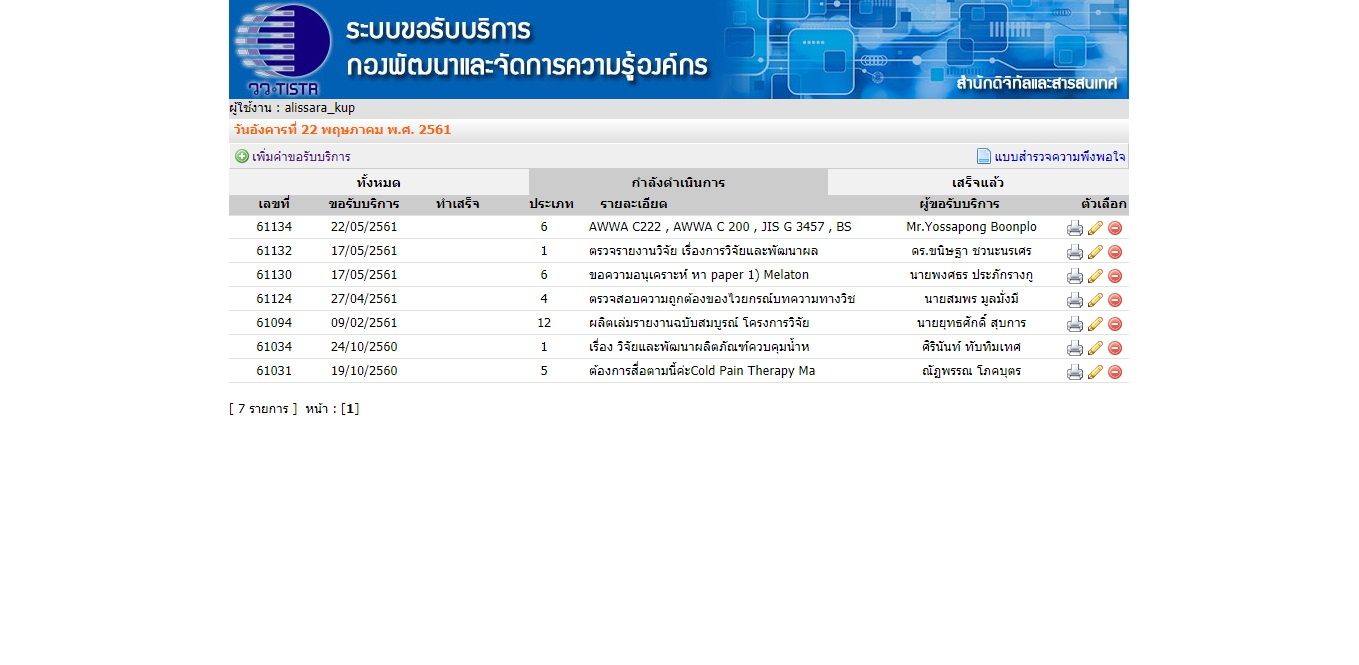 ระบบขอรับบริการ
กองพัฒนาและจัดการความรู้องค์กร
วว.TISTR
สำนักดิจิทัลและสารสนเทศ
ผู้ใช้งาน : alissara_kup
วันอังคารที่ 22 พฤษภาคม พ.ศ. 2561
เพิ่มคำขอรับบริการ แบบสำรวจความพึงพอใจ
ทั้งหมด กำลังดำเนินการ เสร็จแล้ว
เลขที่ ขอรับบริการ ทำเสร็จ ประเภท รายละเอียด ผู้ขอรับบริการ ตัวเลือก
61134 22/05/2561 6 AWWA C222 , AWWA C 200 , JIS G 3457 , BS Mr.Yossapong Boonplo
61132 17/05/2561 1 ตรวจรายงานวิจัย เรื่องการวิจัยและพัฒนาผล ดร.ขนิษฐา ชวนะนรเศร
61130 17/05/2561 6 ขอความอนุเคราะห์ หา paper 1) Melaton นายพงศธร ประภักรางกู
61124 27/04/2561 4 ตรวจสอบความถูกต้องของไวยกรณ์บทความทางวิช นายสมพร มูลมั่งมี
61094 09/02/2561 12 ผลิตเล่มรายงานฉบับสมบูรณ์ โครงการวิจัย นายยุทธศักดิ์ สุบการ
61034 24/10/2560 1 เรื่อง วิจัยและพัฒนาผลิตภัณฑ์ควบคุมน้ำห ศิรินันท์ ทับทิมเทศ
61031 19/10/2560 5 ต้องการสื่อตามนี้ค่ะCold Pain Therapy Ma ณัฏพรรณ โภคบุตร
[ 7 รายการ ] หน้า : [1]